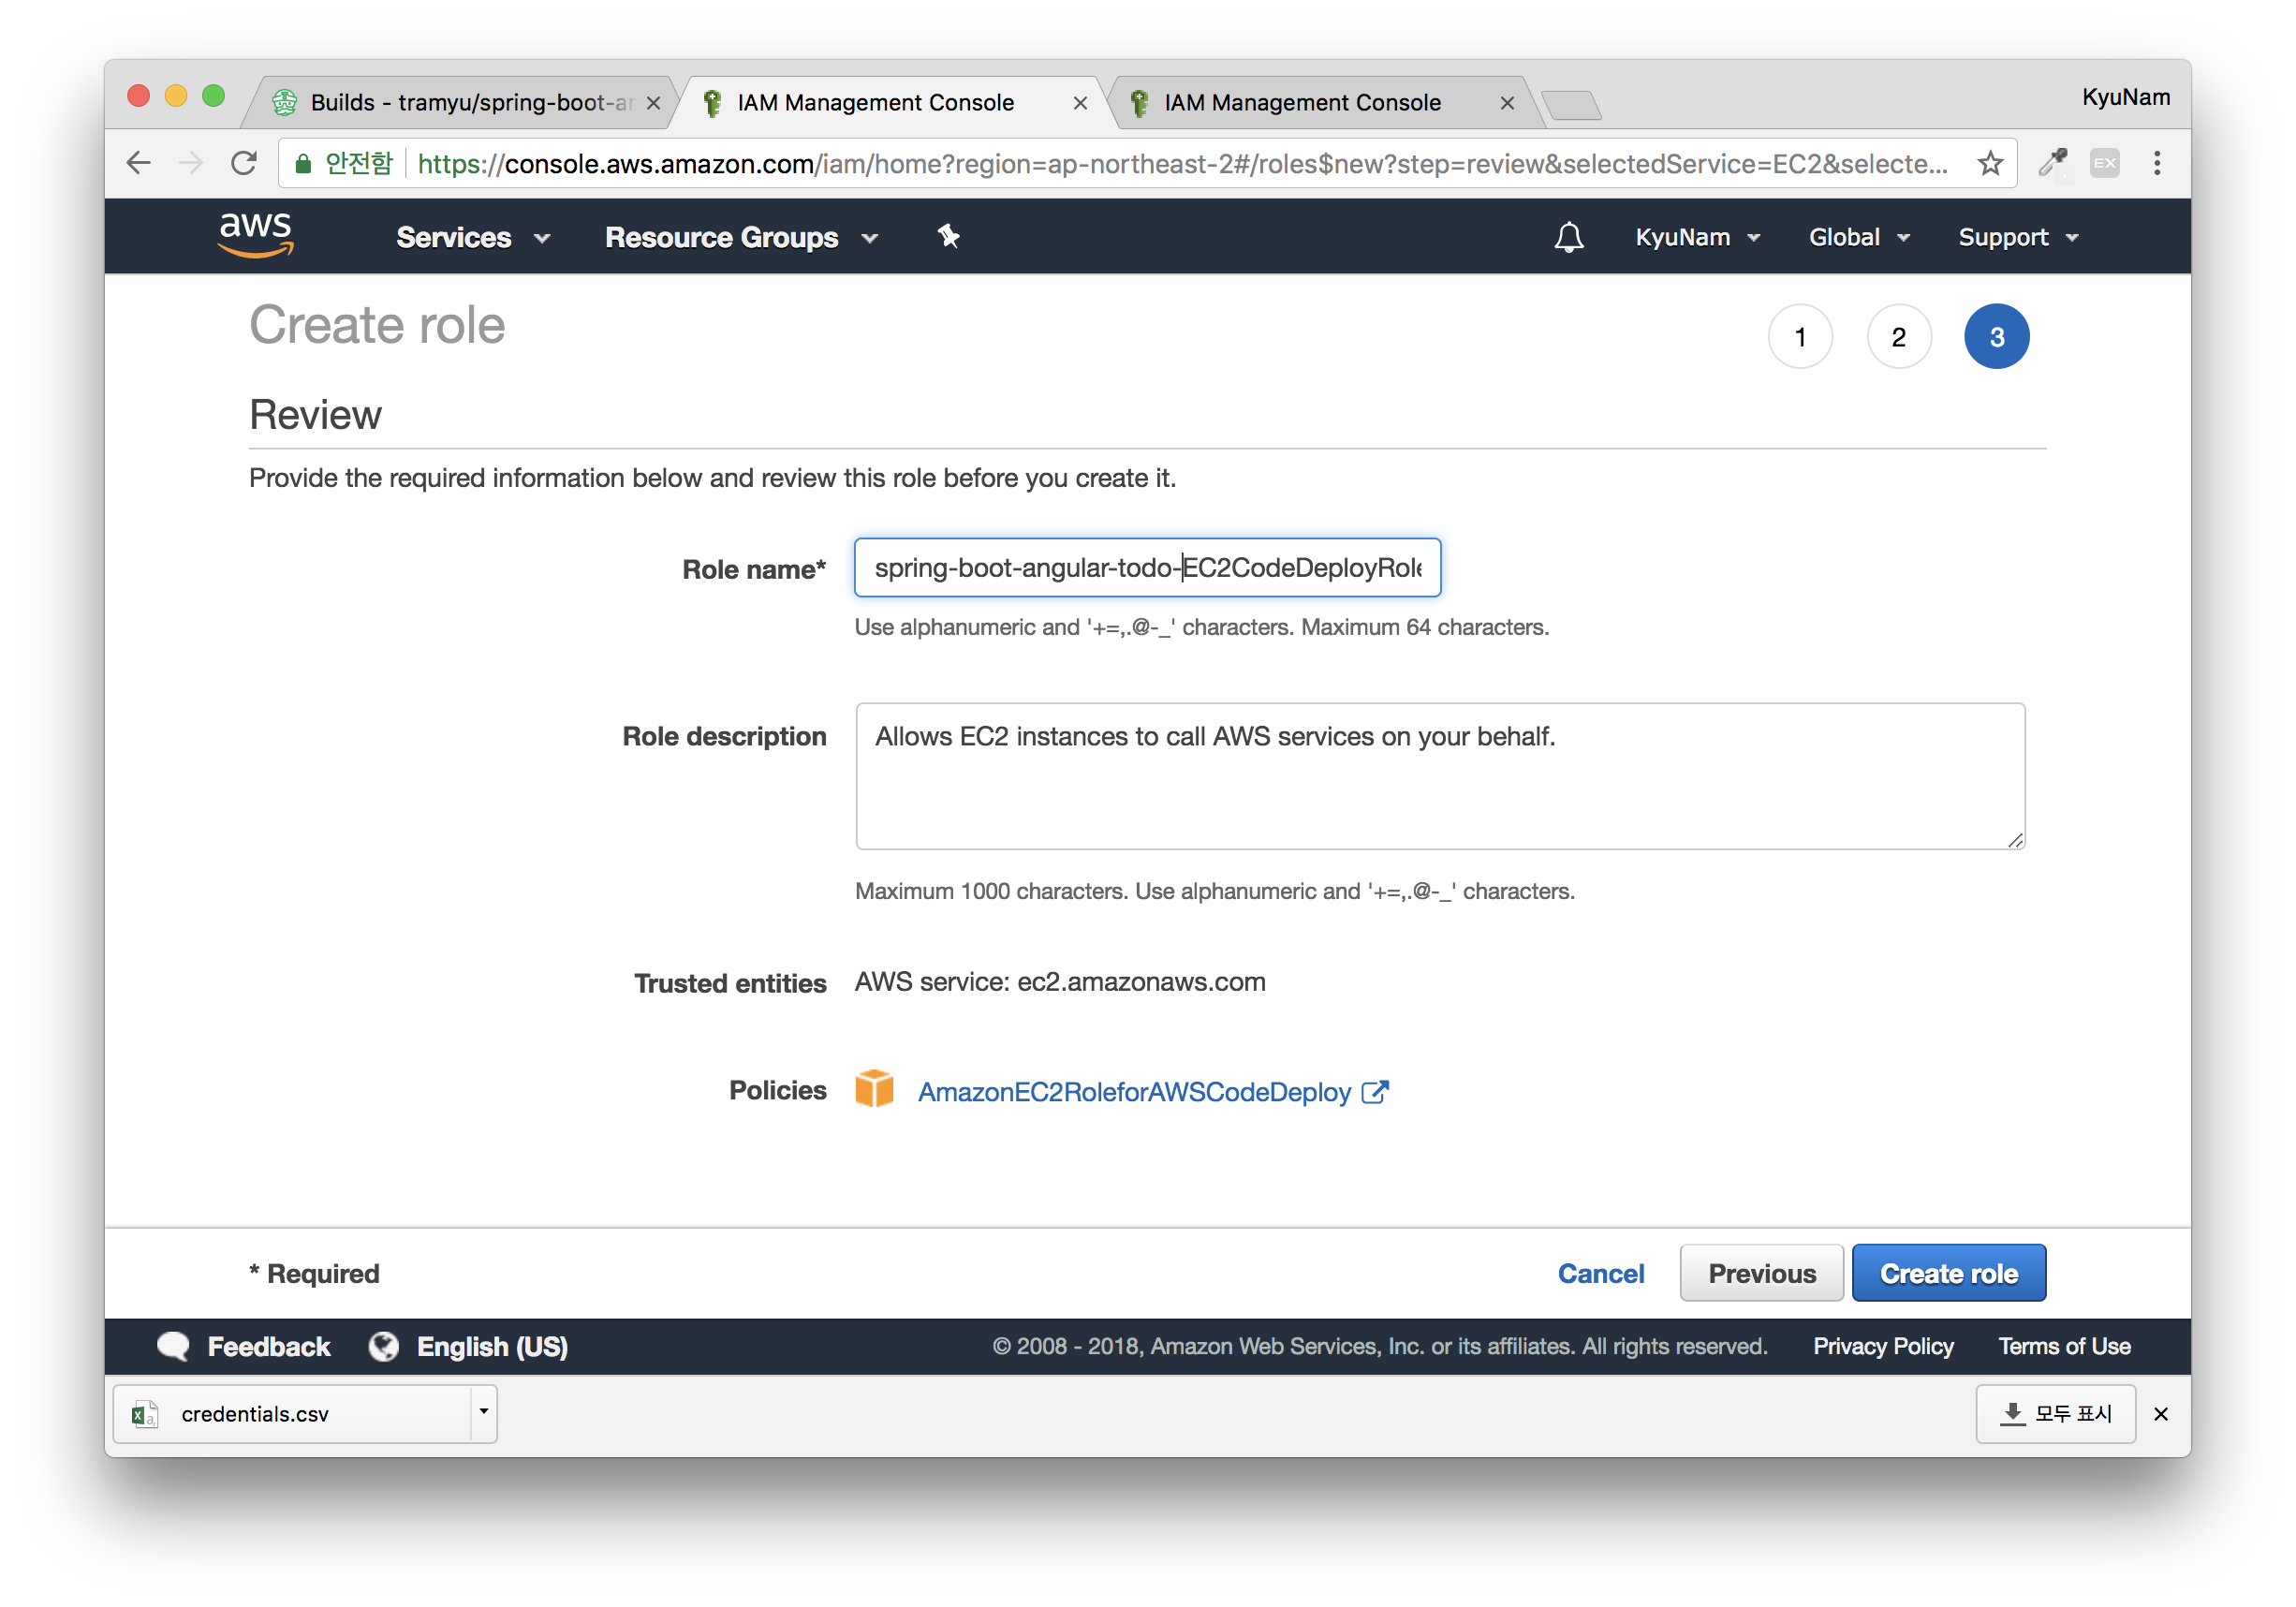 Builds - tramyu/spring-boot-ar
IAM Management Console
IAM Management Console
KyuNam
안전함 https://console.aws.amazon.com/iam/home?region=ap-northeast-2#/roles$new?step=review&selectedService=EC2&selecte...
EX
aws Services Resource Groups KyuNam Global Support
Create role
1 2 3
Review
Provide the required information below and review this role before you create it.
Role name* spring-boot-angular-todo-EC2CodeDeployRole
Use alphanumeric and '+=,.@-_' characters. Maximum 64 characters.
Role description Allows EC2 instances to call AWS services on your behalf.
Maximum 1000 characters. Use alphanumeric and '+=,.@-_' characters.
Trusted entities AWS service: ec2.amazonaws.com
Policies AmazonEC2RoleforAWSCodeDeploy
* Required Cancel Previous Create role
Feedback English (US) © 2008 - 2018, Amazon Web Services, Inc. or its affiliates. All rights reserved. Privacy Policy Terms of Use
credentials.csv 모두 표시